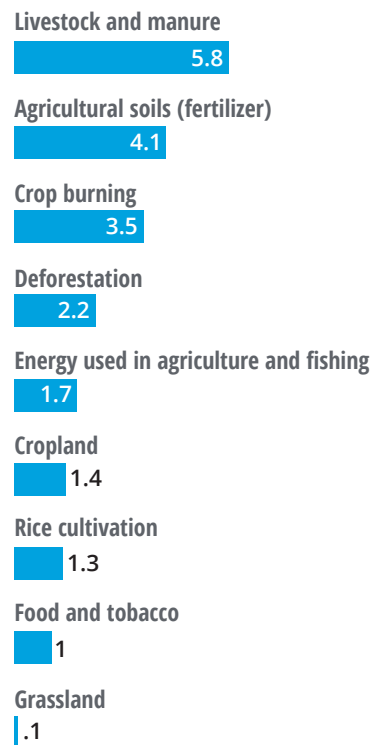 Livestock and manure
5.8
Agricultural soils (fertilizer)
4.1
Crop burning
3.5
Deforestation
2.2
Energy used in agriculture and fishing
1.7
Cropland
1.4
Rice cultivation
1.3
Food and tobacco
1
Grassland
.1